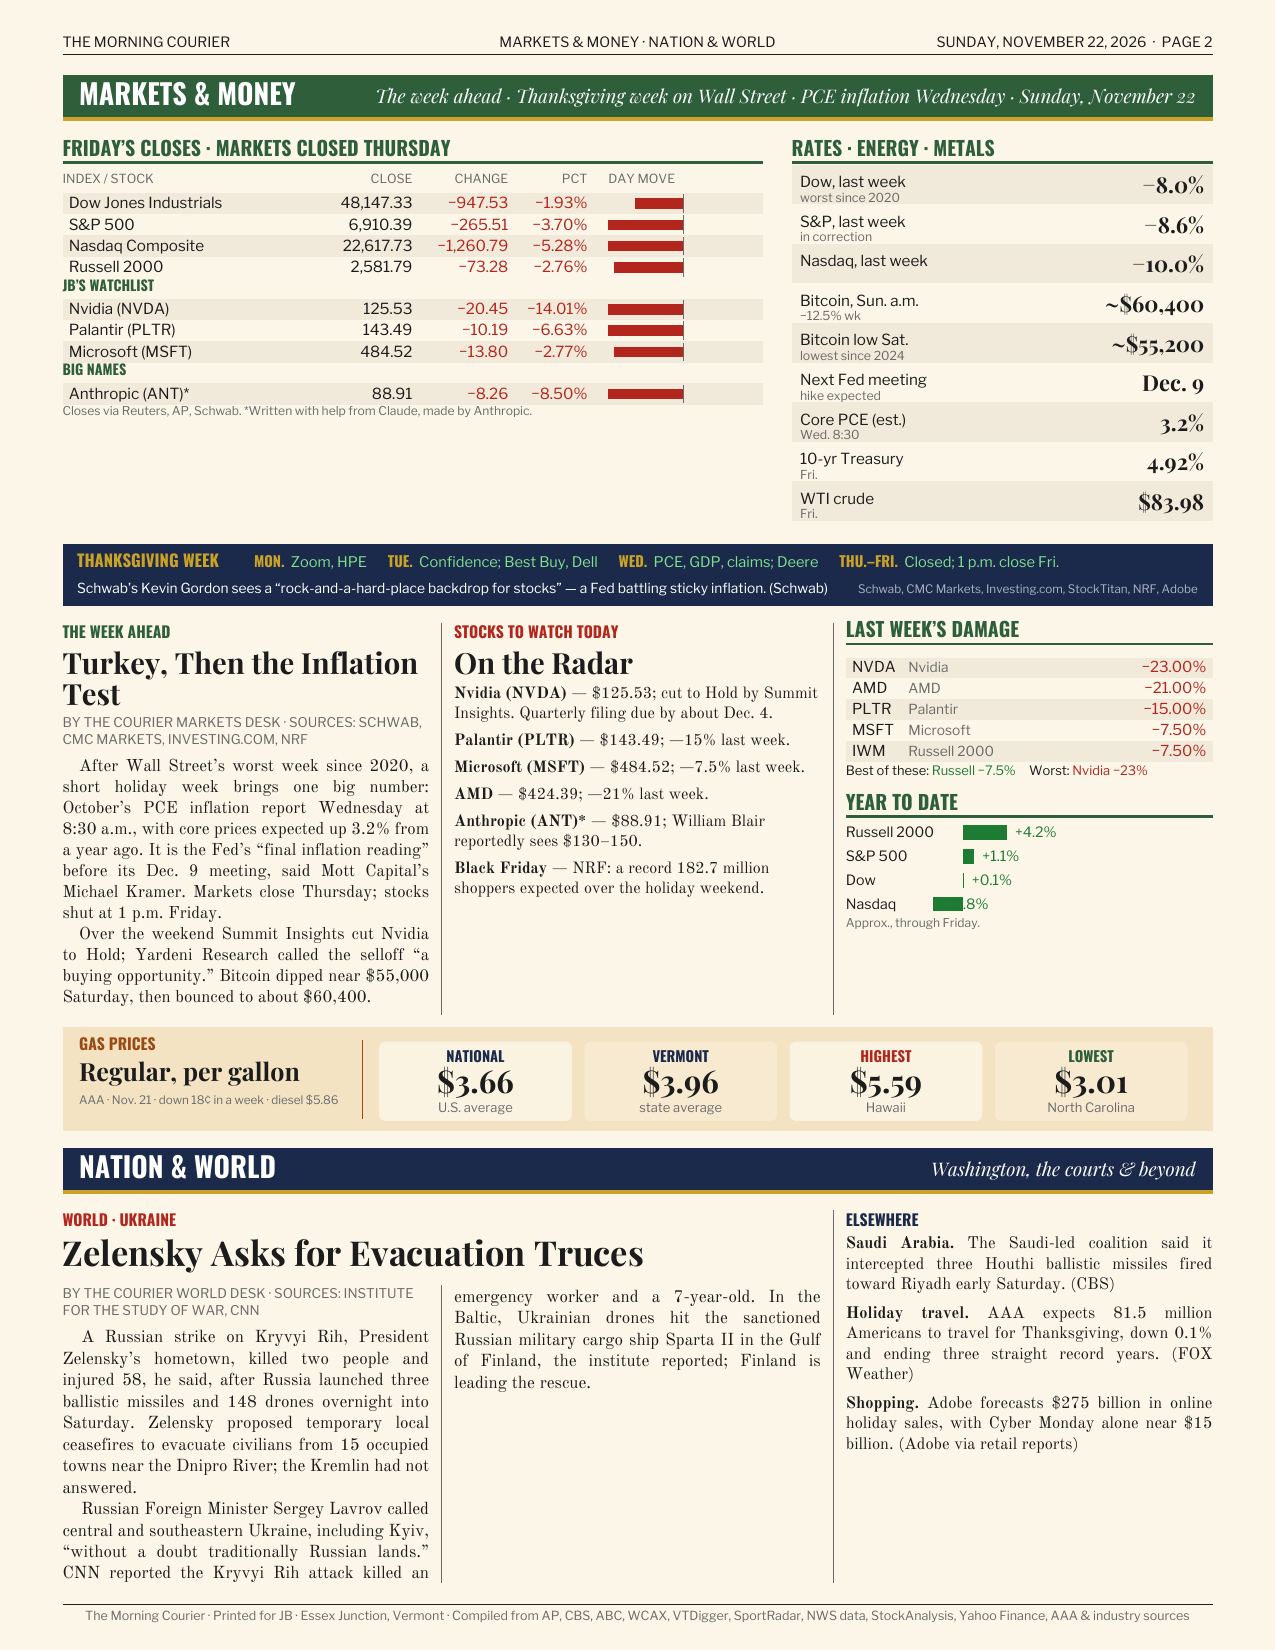 THE MORNING COURIER
MARKETS & MONEY · NATION & WORLD
SUNDAY, NOVEMBER 22, 2026 · PAGE 2
MARKETS & MONEY
The week ahead · Thanksgiving week on Wall Street · PCE inflation Wednesday · Sunday, November 22
FRIDAY'S CLOSES · MARKETS CLOSED THURSDAY
INDEX / STOCK CLOSE CHANGE PCT DAY MOVE
Dow Jones Industrials 48,147.33 −947.53 −1.93%
S&P 500 6,910.39 −265.51 −3.70%
Nasdaq Composite 22,617.73 −1,260.79 −5.28%
Russell 2000 2,581.79 −73.28 −2.76%
JB'S WATCHLIST
Nvidia (NVDA) 125.53 −20.45 −14.01%
Palantir (PLTR) 143.49 −10.19 −6.63%
Microsoft (MSFT) 484.52 −13.80 −2.77%
BIG NAMES
Anthropic (ANT)* 88.91 −8.26 −8.50%
Closes via Reuters, AP, Schwab. *Written with help from Claude, made by Anthropic.
RATES · ENERGY · METALS
Dow, last week −8.0%
worst since 2020
S&P, last week −8.6%
in correction
Nasdaq, last week −10.0%
Bitcoin, Sun. a.m. ~$60,400
−12.5% wk
Bitcoin low Sat. ~$55,200
lowest since 2024
Next Fed meeting Dec. 9
hike expected
Core PCE (est.) 3.2%
Wed. 8:30
10-yr Treasury 4.92%
Fri.
WTI crude $83.98
Fri.
THANKSGIVING WEEK MON. Zoom, HPE TUE. Confidence; Best Buy, Dell WED. PCE, GDP, claims; Deere THU.–FRI. Closed; 1 p.m. close Fri.
Schwab's Kevin Gordon sees a “rock-and-a-hard-place backdrop for stocks” — a Fed battling sticky inflation. (Schwab) Schwab, CMC Markets, Investing.com, StockTitan, NRF, Adobe
THE WEEK AHEAD
Turkey, Then the Inflation
Test
BY THE COURIER MARKETS DESK · SOURCES: SCHWAB,
CMC MARKETS, INVESTING.COM, NRF
After Wall Street's worst week since 2020, a
short holiday week brings one big number:
October's PCE inflation report Wednesday at
8:30 a.m., with core prices expected up 3.2% from
a year ago. It is the Fed's “final inflation reading”
before its Dec. 9 meeting, said Mott Capital's
Michael Kramer. Markets close Thursday; stocks
shut at 1 p.m. Friday.
Over the weekend Summit Insights cut Nvidia
to Hold; Yardeni Research called the selloff “a
buying opportunity.” Bitcoin dipped near $55,000
Saturday, then bounced to about $60,400.
STOCKS TO WATCH TODAY
On the Radar
Nvidia (NVDA) — $125.53; cut to Hold by Summit
Insights. Quarterly filing due by about Dec. 4.
Palantir (PLTR) — $143.49; —15% last week.
Microsoft (MSFT) — $484.52; —7.5% last week.
AMD — $424.39; —21% last week.
Anthropic (ANT)* — $88.91; William Blair
reportedly sees $130–150.
Black Friday — NRF: a record 182.7 million
shoppers expected over the holiday weekend.
LAST WEEK'S DAMAGE
NVDA Nvidia −23.00%
AMD AMD −21.00%
PLTR Palantir −15.00%
MSFT Microsoft −7.50%
IWM Russell 2000 −7.50%
Best of these: Russell −7.5% Worst: Nvidia −23%
YEAR TO DATE
Russell 2000 +4.2%
S&P 500 +1.1%
Dow +0.1%
Nasdaq .8%
Approx., through Friday.
GAS PRICES
Regular, per gallon
AAA · Nov. 21 · down 18¢ in a week · diesel $5.86
NATIONAL
$3.66
U.S. average
VERMONT
$3.96
state average
HIGHEST
$5.59
Hawaii
LOWEST
$3.01
North Carolina
NATION & WORLD
Washington, the courts & beyond
WORLD · UKRAINE
Zelensky Asks for Evacuation Truces
BY THE COURIER WORLD DESK · SOURCES: INSTITUTE
FOR THE STUDY OF WAR, CNN
A Russian strike on Kryvyi Rih, President
Zelensky's hometown, killed two people and
injured 58, he said, after Russia launched three
ballistic missiles and 148 drones overnight into
Saturday. Zelensky proposed temporary local
ceasefires to evacuate civilians from 15 occupied
towns near the Dnipro River; the Kremlin had not
answered.
Russian Foreign Minister Sergey Lavrov called
central and southeastern Ukraine, including Kyiv,
“without a doubt traditionally Russian lands.”
CNN reported the Kryvyi Rih attack killed an
emergency worker and a 7-year-old. In the
Baltic, Ukrainian drones hit the sanctioned
Russian military cargo ship Sparta II in the Gulf
of Finland, the institute reported; Finland is
leading the rescue.
ELSEWHERE
Saudi Arabia. The Saudi-led coalition said it
intercepted three Houthi ballistic missiles fired
toward Riyadh early Saturday. (CBS)
Holiday travel. AAA expects 81.5 million
Americans to travel for Thanksgiving, down 0.1%
and ending three straight record years. (FOX
Weather)
Shopping. Adobe forecasts $275 billion in online
holiday sales, with Cyber Monday alone near $15
billion. (Adobe via retail reports)
The Morning Courier · Printed for JB · Essex Junction, Vermont · Compiled from AP, CBS, ABC, WCAX, VTDigger, SportRadar, NWS data, StockAnalysis, Yahoo Finance, AAA & industry sources